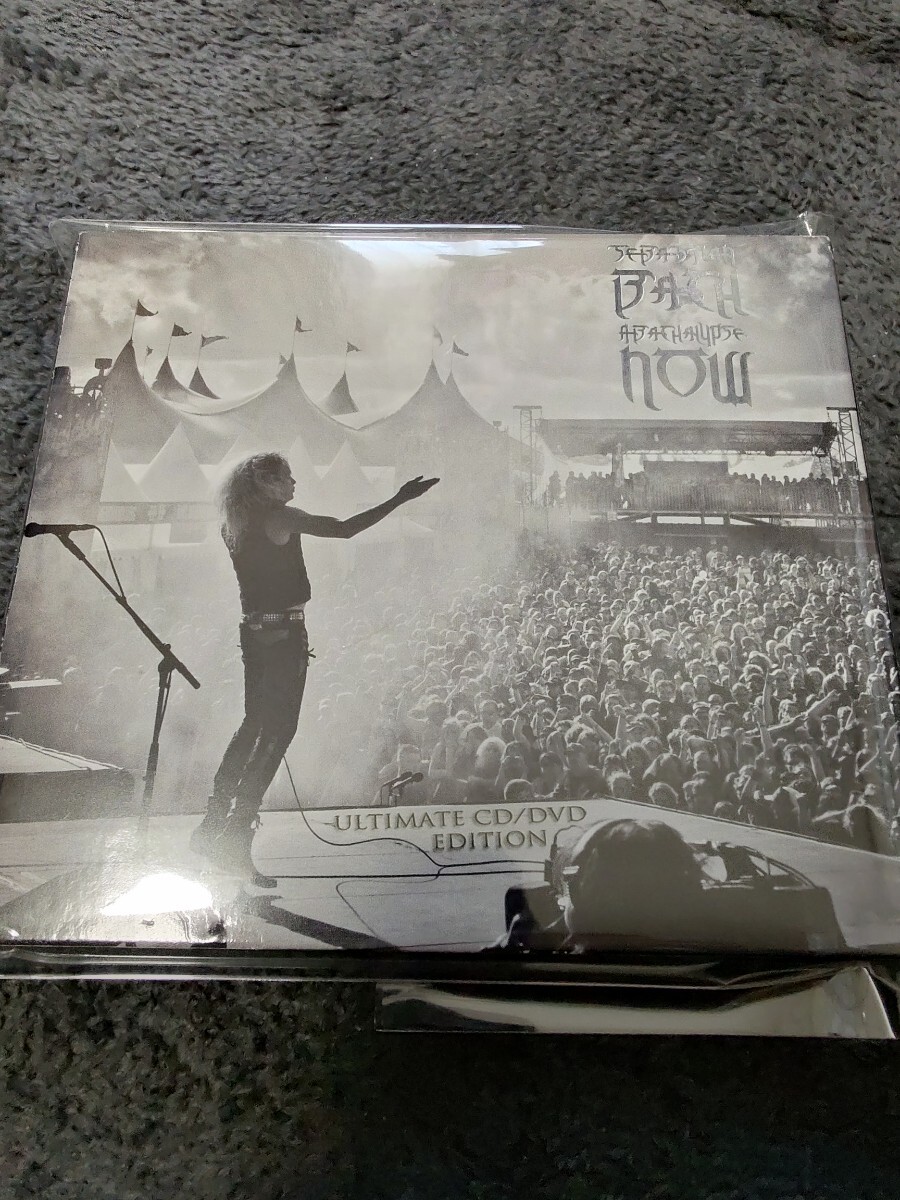 SEBASTIAN
BACH
ABACHALYPSE
NOW
ULTIMATE CD/DVD
EDITION